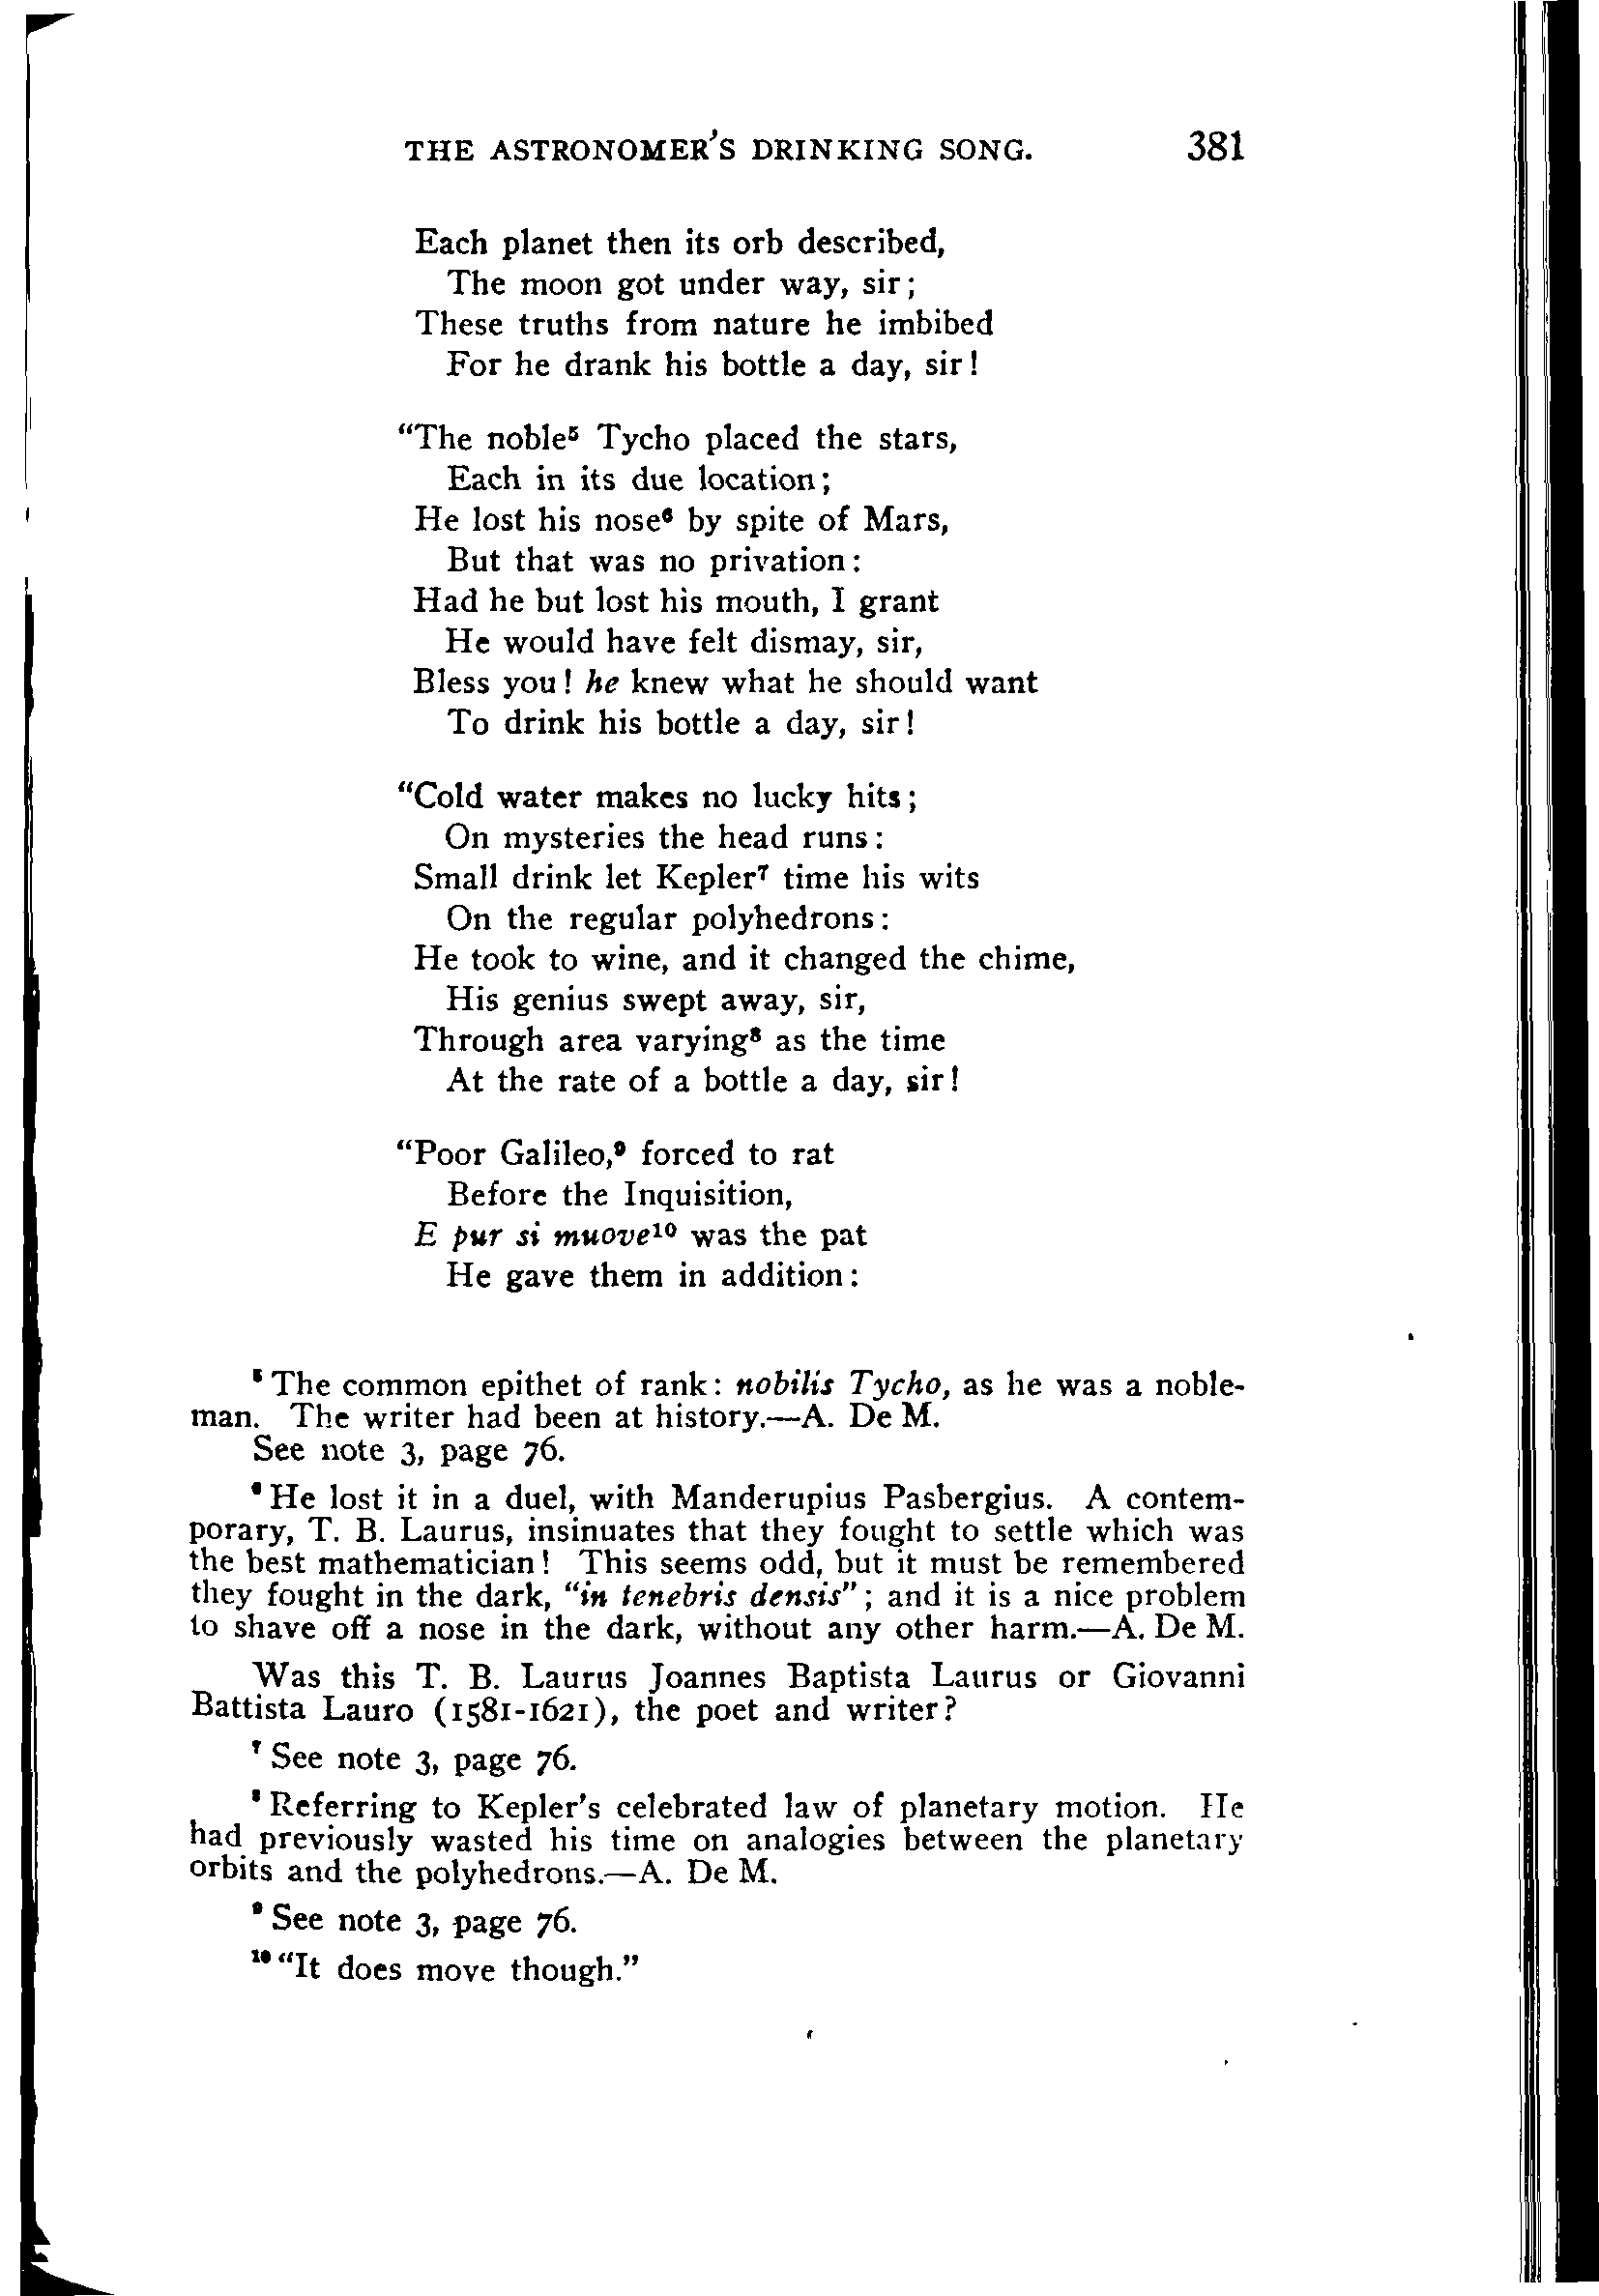 THE ASTRONOMER'S DRINKING SONG. 381
Each planet then its orb described,
The moon got under way, sir;
These truths from nature he imbibed
For he drank his bottle a day, sir!
"The noble⁵ Tycho placed the stars,
Each in its due location;
He lost his nose⁶ by spite of Mars,
But that was no privation:
Had he but lost his mouth, I grant
He would have felt dismay, sir,
Bless you! he knew what he should want
To drink his bottle a day, sir!
"Cold water makes no lucky hits;
On mysteries the head runs:
Small drink let Kepler⁷ time his wits
On the regular polyhedrons:
He took to wine, and it changed the chime,
His genius swept away, sir,
Through area varying⁸ as the time
At the rate of a bottle a day, sir!
"Poor Galileo,⁹ forced to rat
Before the Inquisition,
E pur si muove¹⁰ was the pat
He gave them in addition:
⁵ The common epithet of rank: nobilis Tycho, as he was a noble-
man. The writer had been at history.—A. De M.
See note 3, page 76.
⁶ He lost it in a duel, with Manderupius Pasbergius. A contem-
porary, T. B. Laurus, insinuates that they fought to settle which was
the best mathematician! This seems odd, but it must be remembered
they fought in the dark, "in tenebris densis"; and it is a nice problem
to shave off a nose in the dark, without any other harm.—A. De M.
Was this T. B. Laurus Joannes Baptista Laurus or Giovanni
Battista Lauro (1581-1621), the poet and writer?
⁷ See note 3, page 76.
⁸ Referring to Kepler's celebrated law of planetary motion. He
had previously wasted his time on analogies between the planetary
orbits and the polyhedrons.—A. De M.
⁹ See note 3, page 76.
¹⁰ "It does move though."